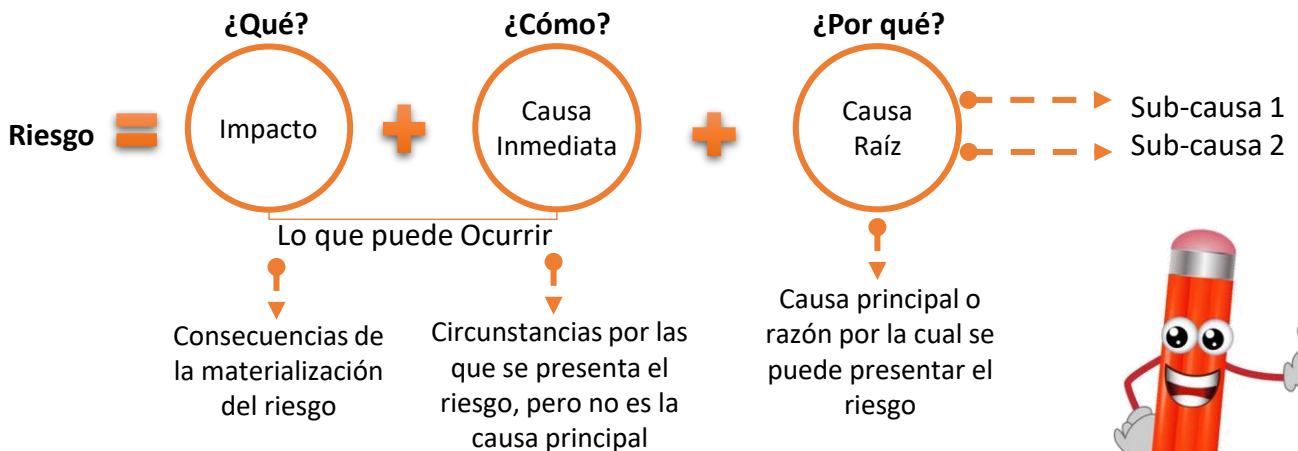 ¿Qué?
¿Cómo?
¿Por qué?
Riesgo
Impacto
Causa
Inmediata
Causa
Raíz
Sub-causa 1
Sub-causa 2
Lo que puede Ocurrir
Consecuencias de
la materialización
del riesgo
Circunstancias por las
que se presenta el
riesgo, pero no es la
causa principal
Causa principal o
razón por la cual se
puede presentar el
riesgo